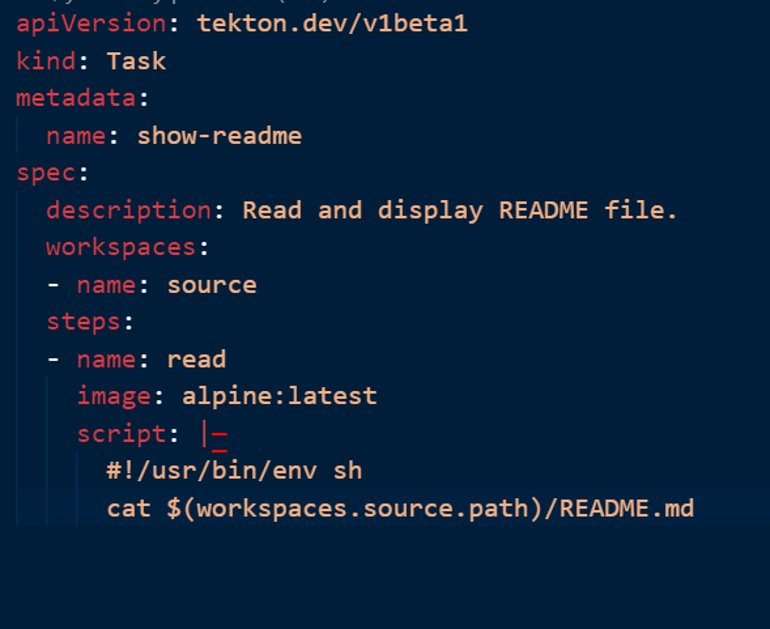 apiVersion: tekton.dev/v1beta1
kind: Task
metadata:
  name: show-readme
spec:
  description: Read and display README file.
  workspaces:
  - name: source
  steps:
  - name: read
    image: alpine:latest
    script: |–
      #!/usr/bin/env sh
      cat $(workspaces.source.path)/README.md